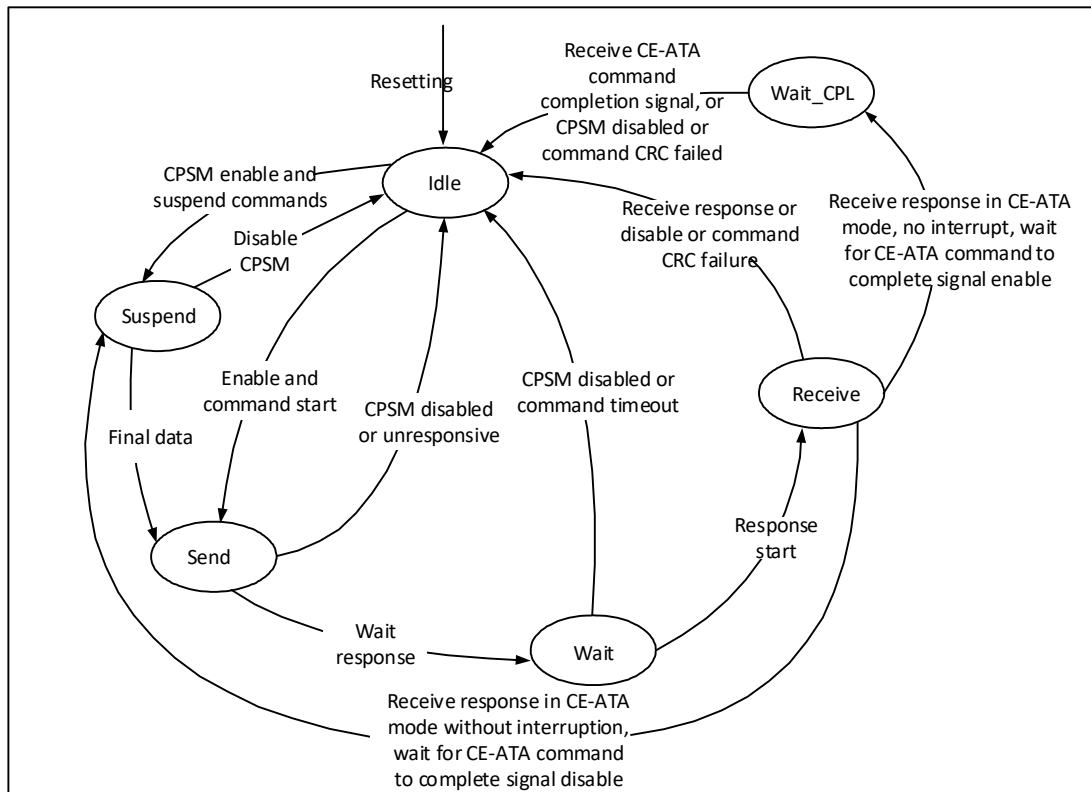 Resetting
Receive CE-ATA
command
completion signal, or
CPSM disabled or
command CRC failed
Wait_CPL
Idle
CPSM enable and
suspend commands
Disable
CPSM
Receive response or
disable or command
CRC failure
Receive response in CE-ATA
mode, no interrupt, wait
for CE-ATA command to
complete signal enable
Suspend
Enable and
command start
CPSM disabled
or unresponsive
CPSM disabled or
command timeout
Receive
Final data
Send
Response
start
Wait
response
Wait
Receive response in CE-ATA
mode without interruption,
wait for CE-ATA command
to complete signal disable